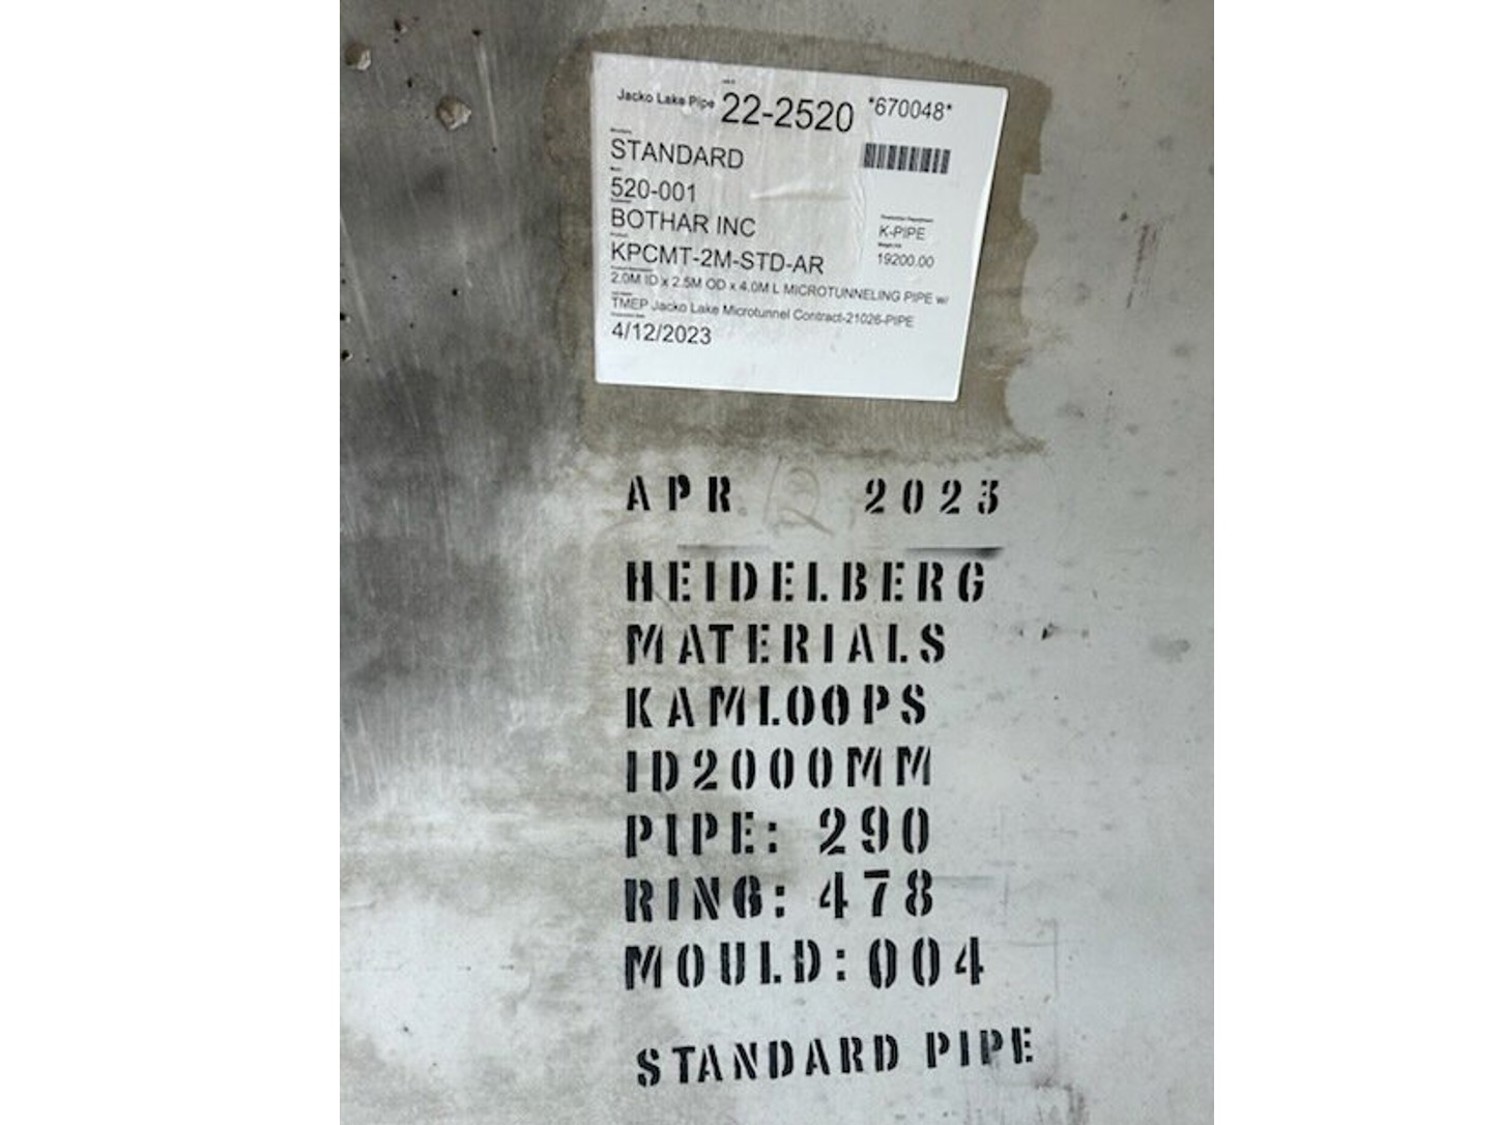 Jacko Lake Pipe 22-2520 *670048*
STANDARD
520-001
BOTHAR INC
K-PIPE
KPCMT-2M-STD-AR
19200.00
2.0M ID x 2.5M OD x 4.0M L MICROTUNNELING PIPE w/
TMEP Jacko Lake Microtunnel Contract-21026-PIPE
4/12/2023
APR 12 2023
HEIDELBERG
MATERIALS
KAMLOOPS
ID2000MM
PIPE: 290
RING: 478
MOULD: 004
STANDARD PIPE